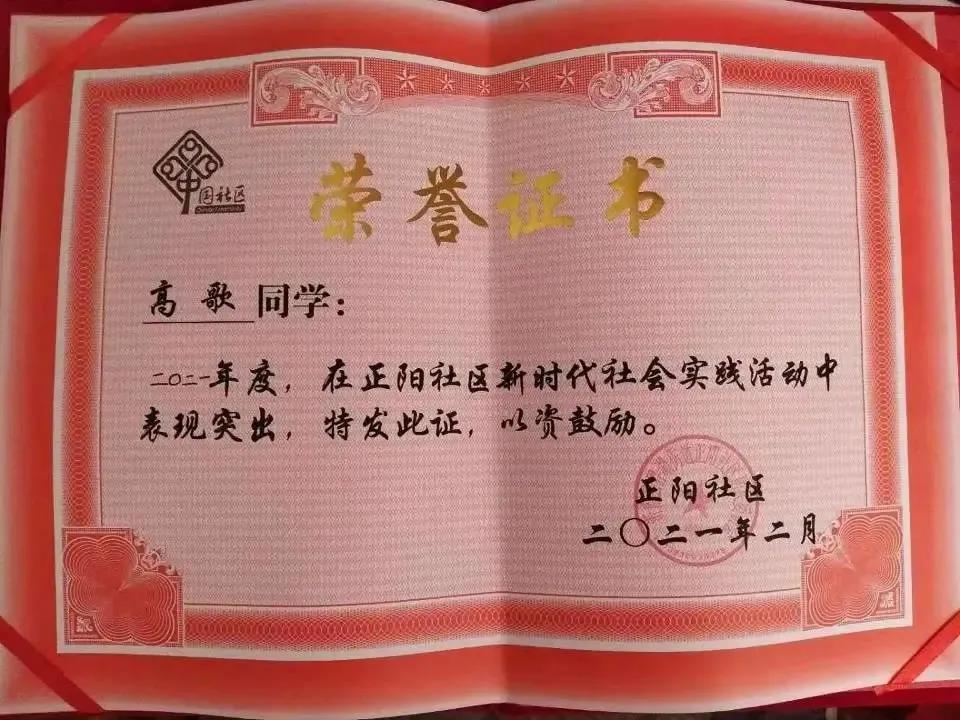 中国社区
荣誉证书
高歌 同学：
二〇二一年度，在正阳社区新时代社会实践活动中
表现突出，特发此证，以资鼓励。
正阳社区
二〇二一年二月